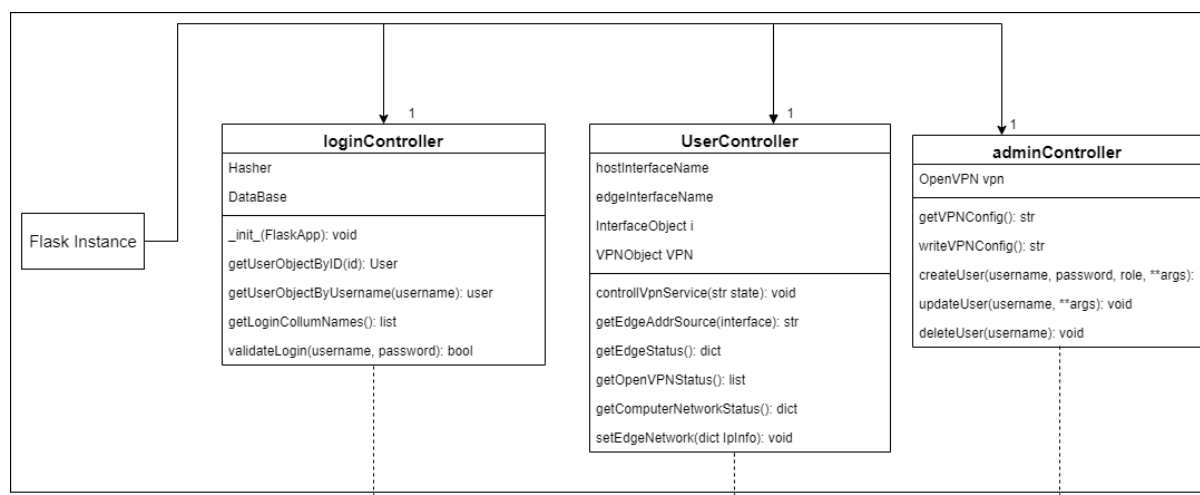 1
1
1
loginController
Hasher
DataBase
_init_(FlaskApp): void
getUserObjectByID(id): User
getUserObjectByUsername(username): user
getLoginCollumNames(): list
validateLogin(username, password): bool
UserController
hostInterfaceName
edgeInterfaceName
InterfaceObject i
VPNObject VPN
controllVpnService(str state): void
getEdgeAddrSource(interface): str
getEdgeStatus(): dict
getOpenVPNStatus(): list
getComputerNetworkStatus(): dict
setEdgeNetwork(dict IpInfo): void
adminController
OpenVPN vpn
getVPNConfig(): str
writeVPNConfig(): str
createUser(username, password, role, **args):
updateUser(username, **args): void
deleteUser(username): void
Flask Instance